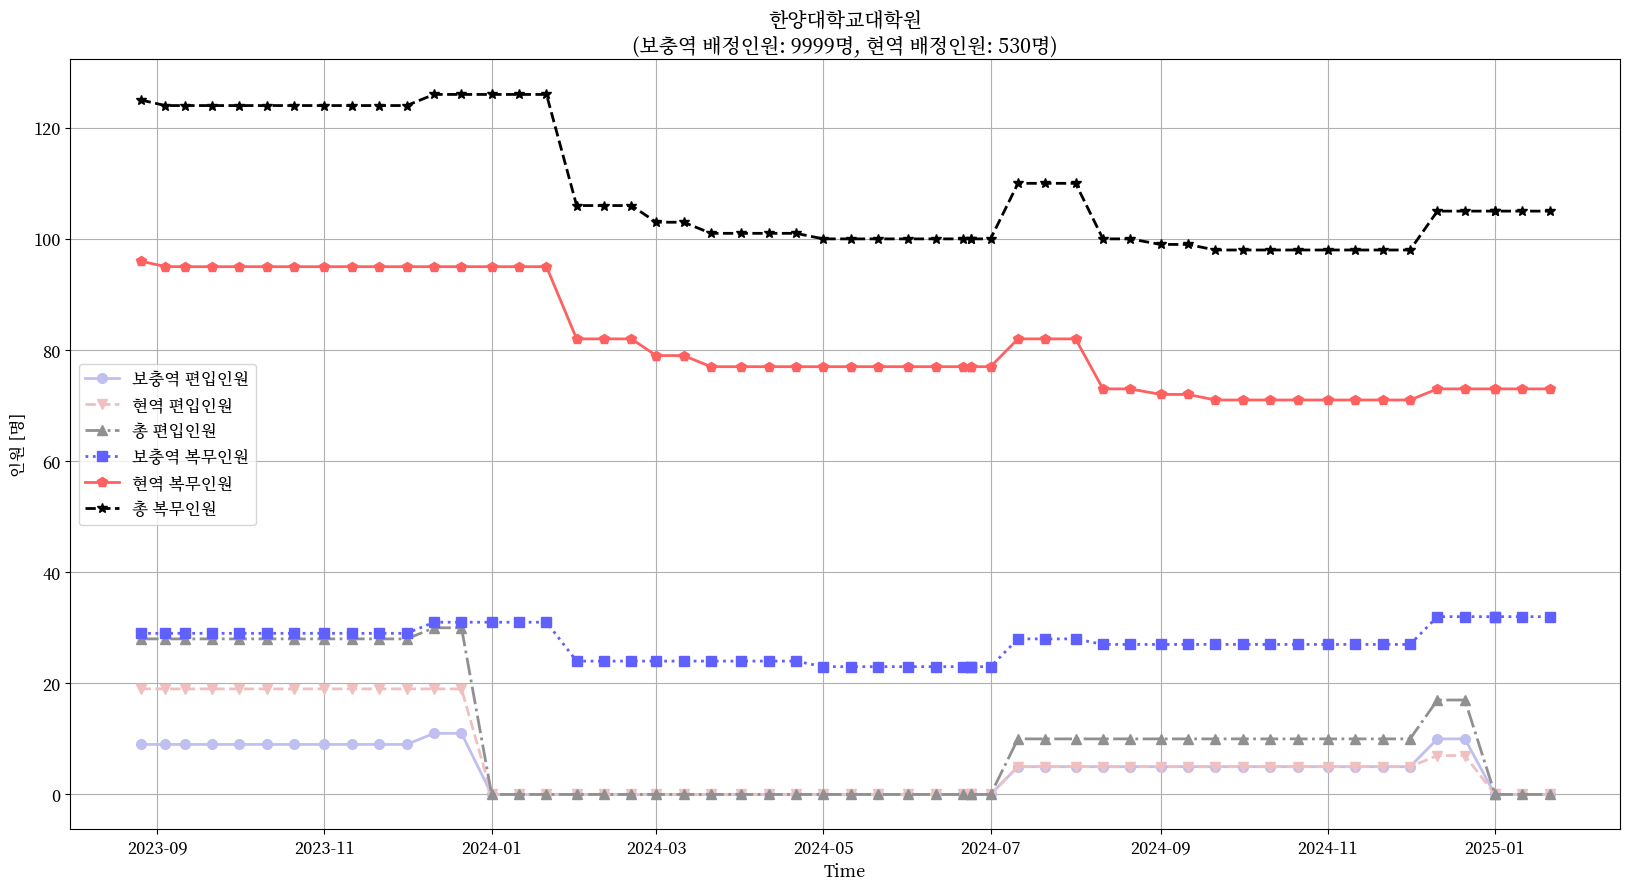 한양대학교대학원
(보충역 배정인원: 9999명, 현역 배정인원: 530명)
인원 [명]
120
100
80
60
40
20
0
보충역 편입인원
현역 편입인원
총 편입인원
보충역 복무인원
현역 복무인원
총 복무인원
2023-09
2023-11
2024-01
2024-03
2024-05
2024-07
2024-09
2024-11
2025-01
Time